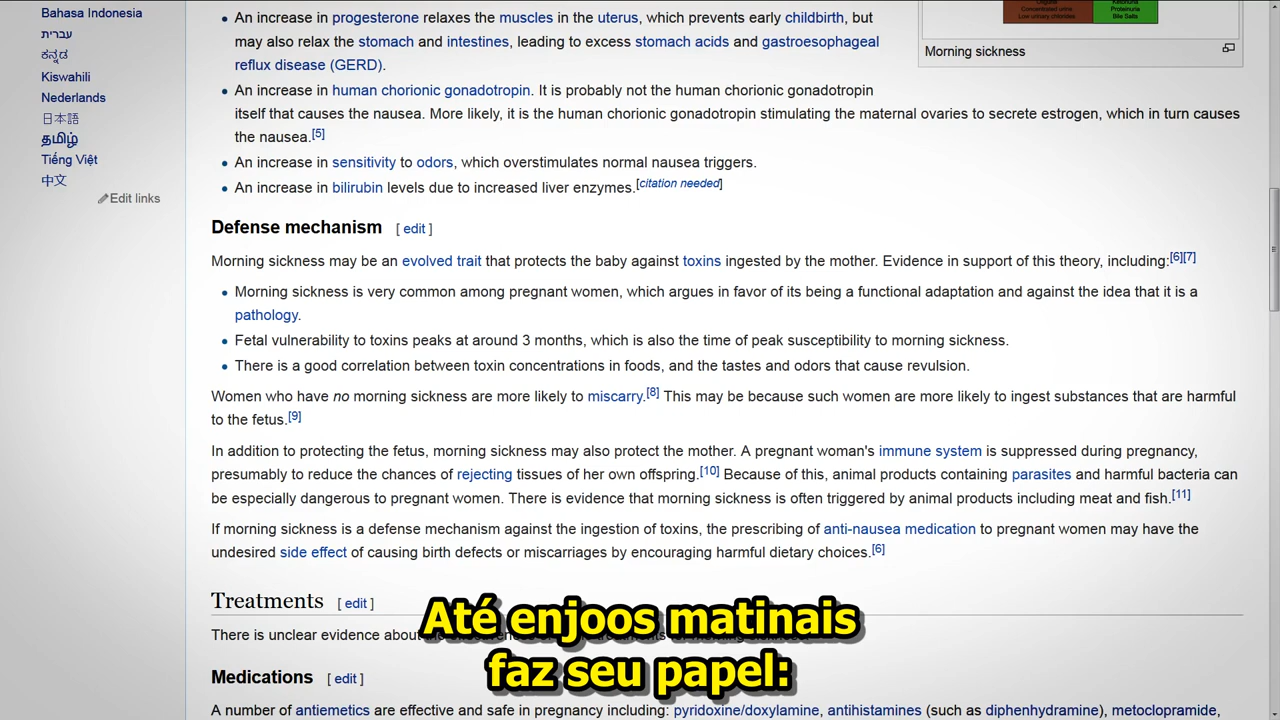 Bahasa Indonesia
עברית
ಕನ್ನಡ
Kiswahili
Nederlands
日本語
தமிழ்
Tiếng Việt
中文
Edit links
An increase in progesterone relaxes the muscles in the uterus, which prevents early childbirth, but
may also relax the stomach and intestines, leading to excess stomach acids and gastroesophageal
reflux disease (GERD).
Concentrated urine
Low urinary chlorides
Ketonuria
Proteinuria
Bile Salts
Morning sickness
An increase in human chorionic gonadotropin. It is probably not the human chorionic gonadotropin
itself that causes the nausea. More likely, it is the human chorionic gonadotropin stimulating the maternal ovaries to secrete estrogen, which in turn causes
the nausea.[5]
An increase in sensitivity to odors, which overstimulates normal nausea triggers.
An increase in bilirubin levels due to increased liver enzymes.[citation needed]
Defense mechanism [ edit ]
Morning sickness may be an evolved trait that protects the baby against toxins ingested by the mother. Evidence in support of this theory, including:[6][7]
Morning sickness is very common among pregnant women, which argues in favor of its being a functional adaptation and against the idea that it is a
pathology.
Fetal vulnerability to toxins peaks at around 3 months, which is also the time of peak susceptibility to morning sickness.
There is a good correlation between toxin concentrations in foods, and the tastes and odors that cause revulsion.
Women who have no morning sickness are more likely to miscarry.[8] This may be because such women are more likely to ingest substances that are harmful
to the fetus.[9]
In addition to protecting the fetus, morning sickness may also protect the mother. A pregnant woman's immune system is suppressed during pregnancy,
presumably to reduce the chances of rejecting tissues of her own offspring.[10] Because of this, animal products containing parasites and harmful bacteria can
be especially dangerous to pregnant women. There is evidence that morning sickness is often triggered by animal products including meat and fish.[11]
If morning sickness is a defense mechanism against the ingestion of toxins, the prescribing of anti-nausea medication to pregnant women may have the
undesired side effect of causing birth defects or miscarriages by encouraging harmful dietary choices.[6]
Treatments [ edit ]
There is unclear evidence about
Até enjoos matinais
faz seu papel:
Medications [ edit ]
A number of antiemetics are effective and safe in pregnancy including: pyridoxine/doxylamine, antihistamines (such as diphenhydramine), metoclopramide,